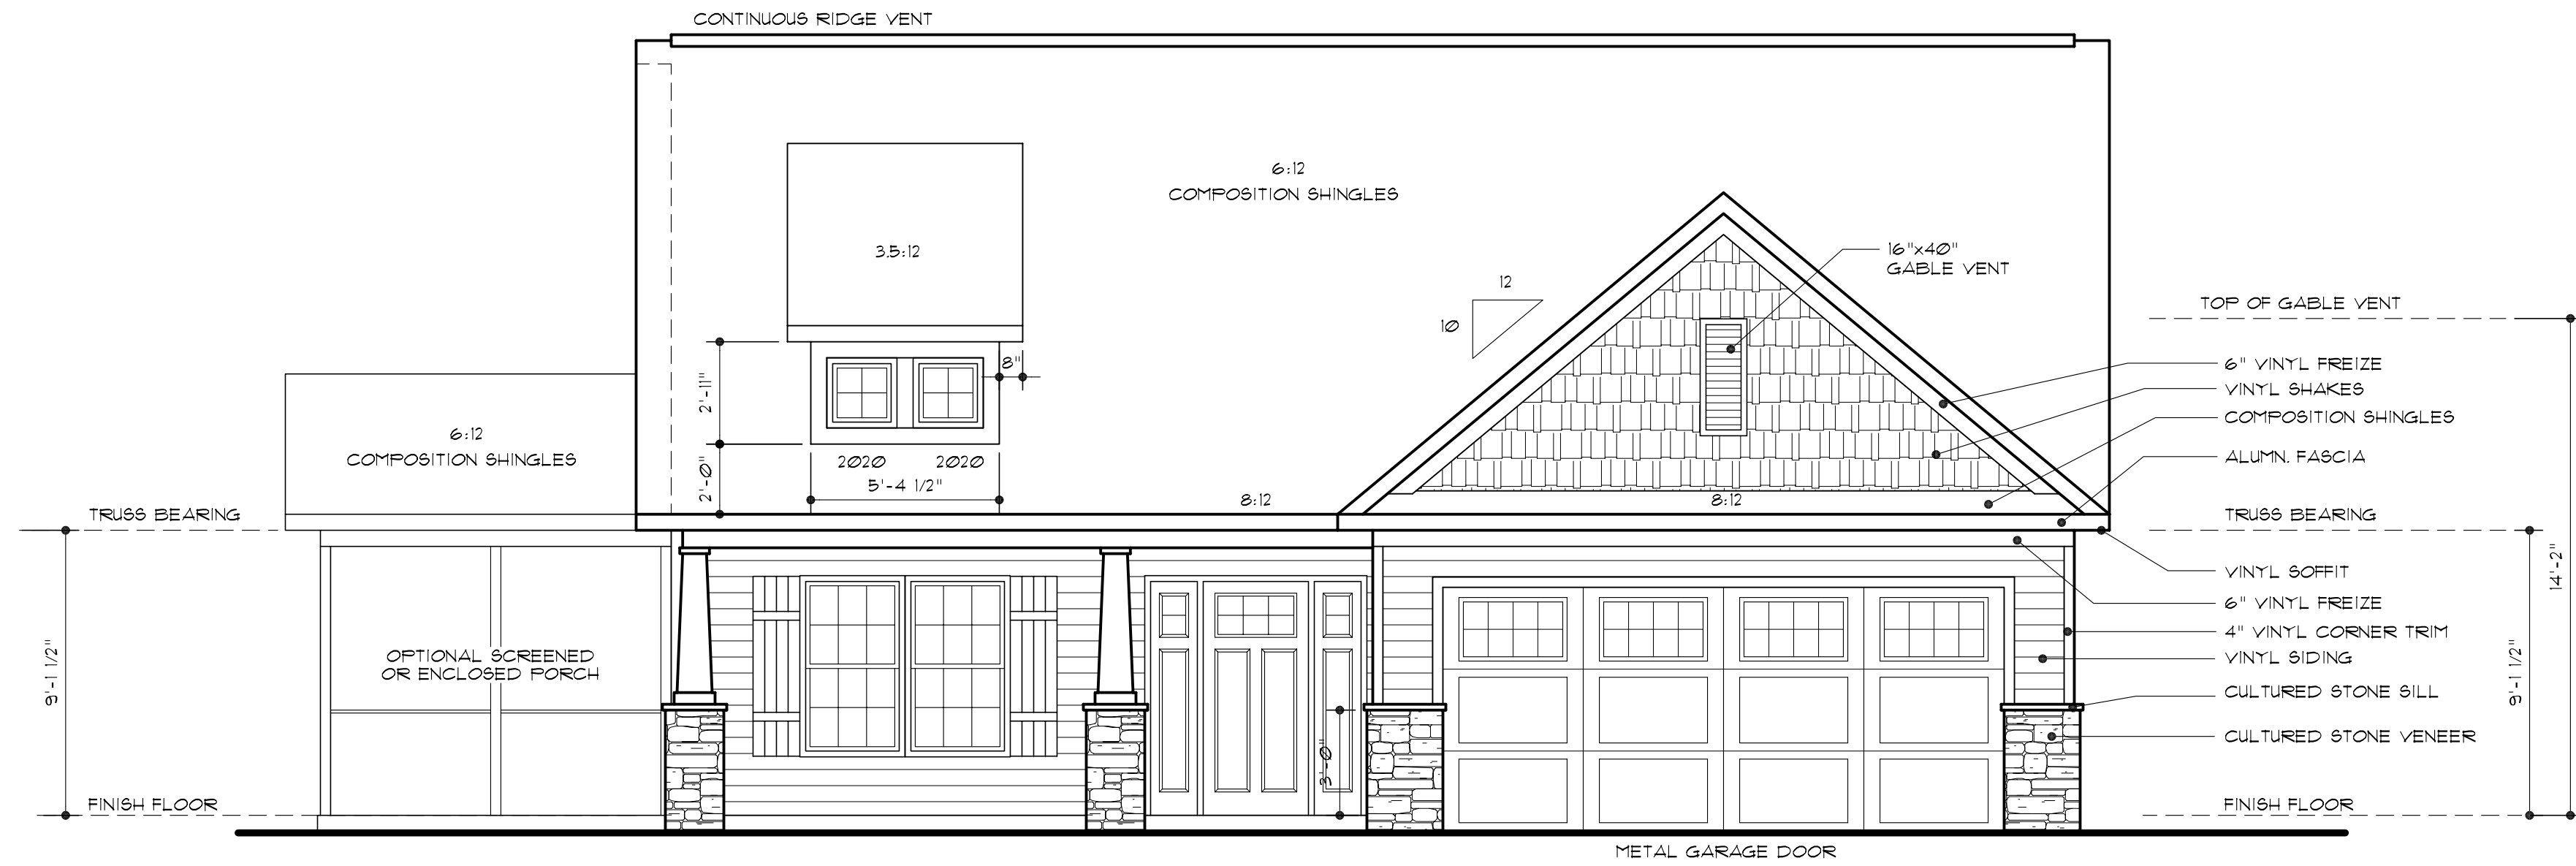 CONTINUOUS RIDGE VENT
6:12
COMPOSITION SHINGLES
3.5:12
16"x40"
GABLE VENT
12
10
TOP OF GABLE VENT
8"
2'-11"
6" VINYL FREIZE
VINYL SHAKES
COMPOSITION SHINGLES
ALUMN. FASCIA
6:12
COMPOSITION SHINGLES
2020 2020
5'-4 1/2"
2'-0"
8:12
8:12
TRUSS BEARING
TRUSS BEARING
14'-2"
VINYL SOFFIT
6" VINYL FREIZE
4" VINYL CORNER TRIM
VINYL SIDING
OPTIONAL SCREENED
OR ENCLOSED PORCH
9'-1 1/2"
9'-1 1/2"
CULTURED STONE SILL
CULTURED STONE VENEER
3'-0"
FINISH FLOOR
FINISH FLOOR
METAL GARAGE DOOR